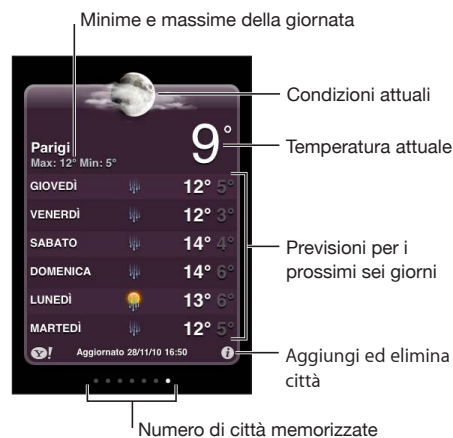 Minime e massime della giornata
Condizioni attuali
9°
Temperatura attuale
Parigi
Max: 12° Min: 5°
GIOVEDÌ 12° 5°
VENERDÌ 12° 3°
SABATO 14° 4°
Previsioni per i
prossimi sei giorni
DOMENICA 14° 6°
LUNEDÌ 13° 6°
MARTEDÌ 12° 5°
Y! Aggiornato 28/11/10 16:50 i
Aggiungi ed elimina
città
Numero di città memorizzate